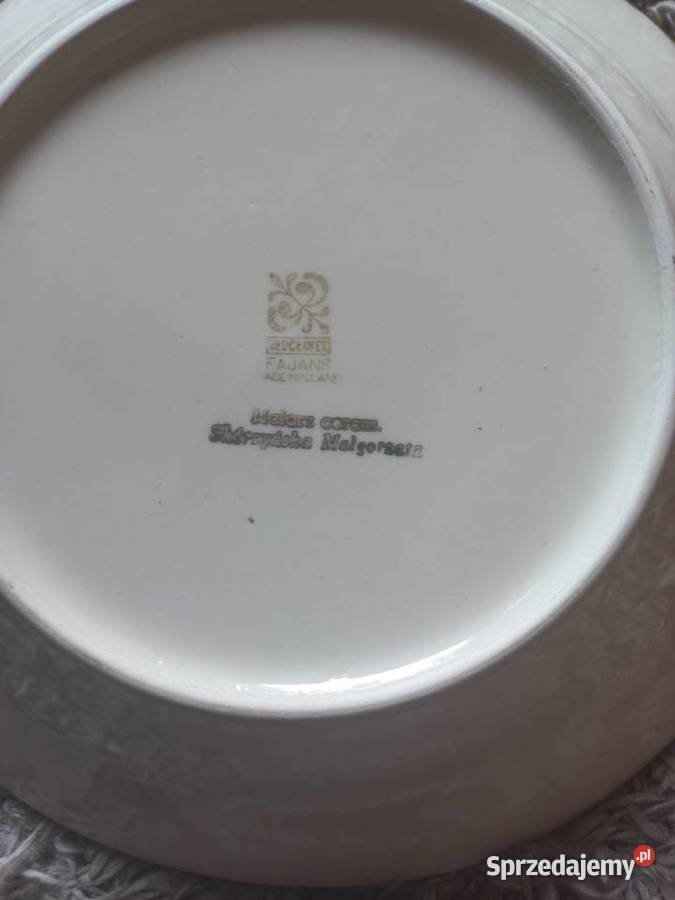 WŁOCŁAWEK
FAJANS
MADE IN POLAND
Malarz ceram.
Skórzyńska Małgorzata
Sprzedajemy.pl